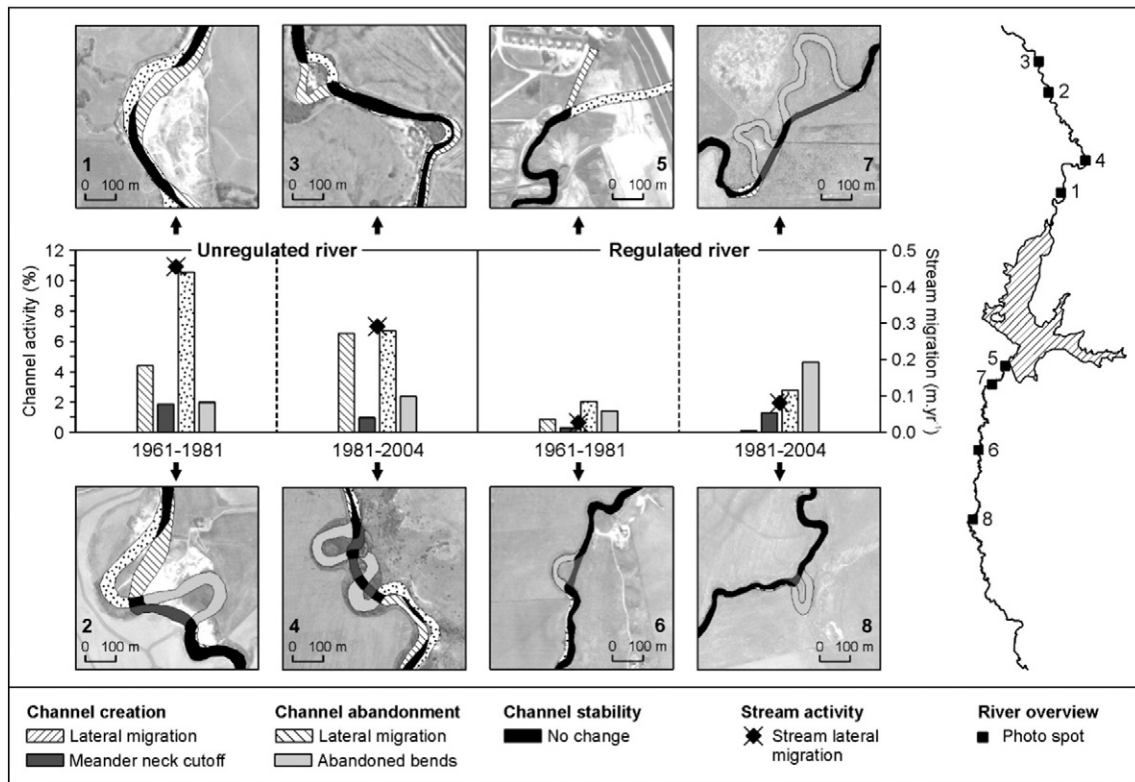 1
0 100 m
3
0 100 m
5
0 100 m
7
0 100 m
3
2
4
1
5
7
6
8
Unregulated river
Regulated river
Channel activity (%)
12
10
8
6
4
2
0
0.5
0.4
0.3
0.2
0.1
0.0
Stream migration (m.yr⁻¹)
1961-1981
1981-2004
1961-1981
1981-2004
2
0 100 m
4
0 100 m
6
0 100 m
8
0 100 m
Channel creation
Lateral migration
Meander neck cutoff
Channel abandonment
Lateral migration
Abandoned bends
Channel stability
No change
Stream activity
Stream lateral
migration
River overview
Photo spot